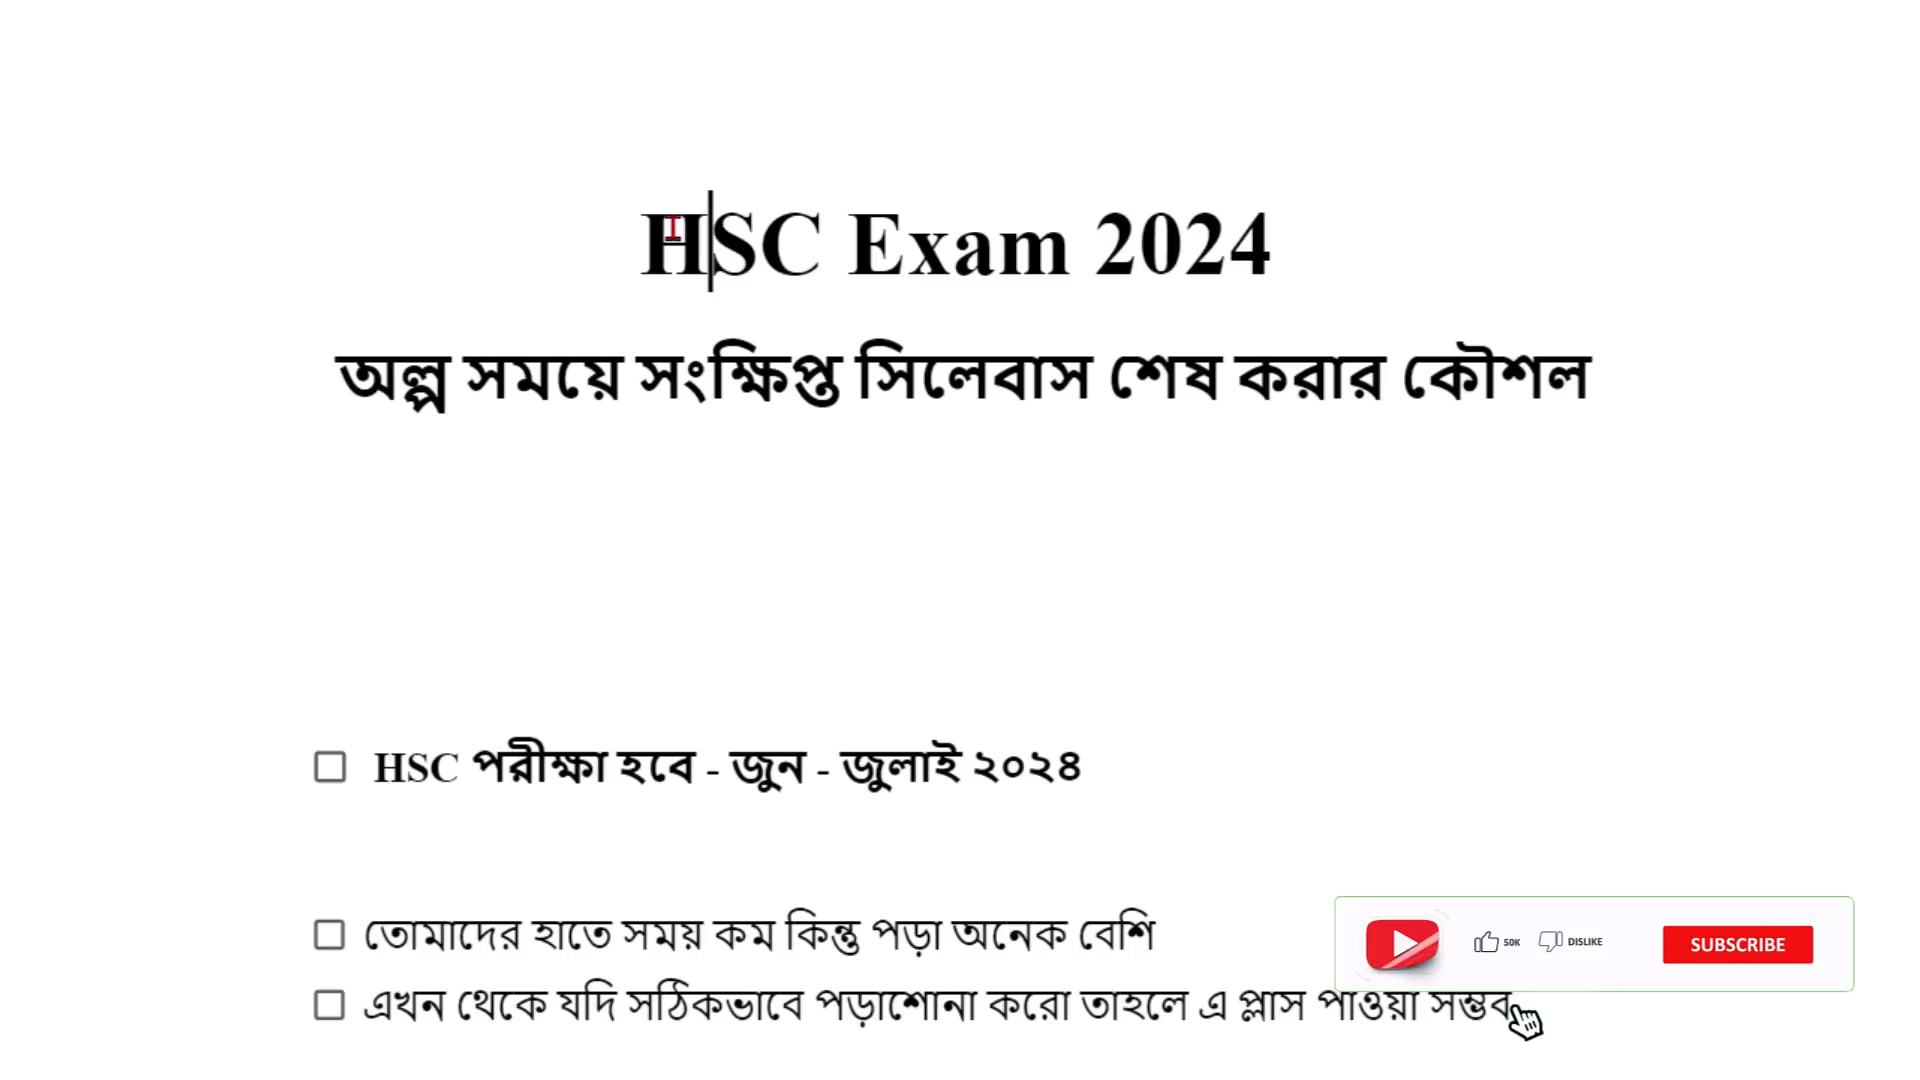 HSC Exam 2024
অল্প সময়ে সংক্ষিপ্ত সিলেবাস শেষ করার কৌশল
HSC পরীক্ষা হবে - জুন - জুলাই ২০২৪
তোমাদের হাতে সময় কম কিন্তু পড়া অনেক বেশি
50K DISLIKE SUBSCRIBE
এখন থেকে যদি সঠিকভাবে পড়াশোনা করো তাহলে এ প্লাস পাওয়া সম্ভব